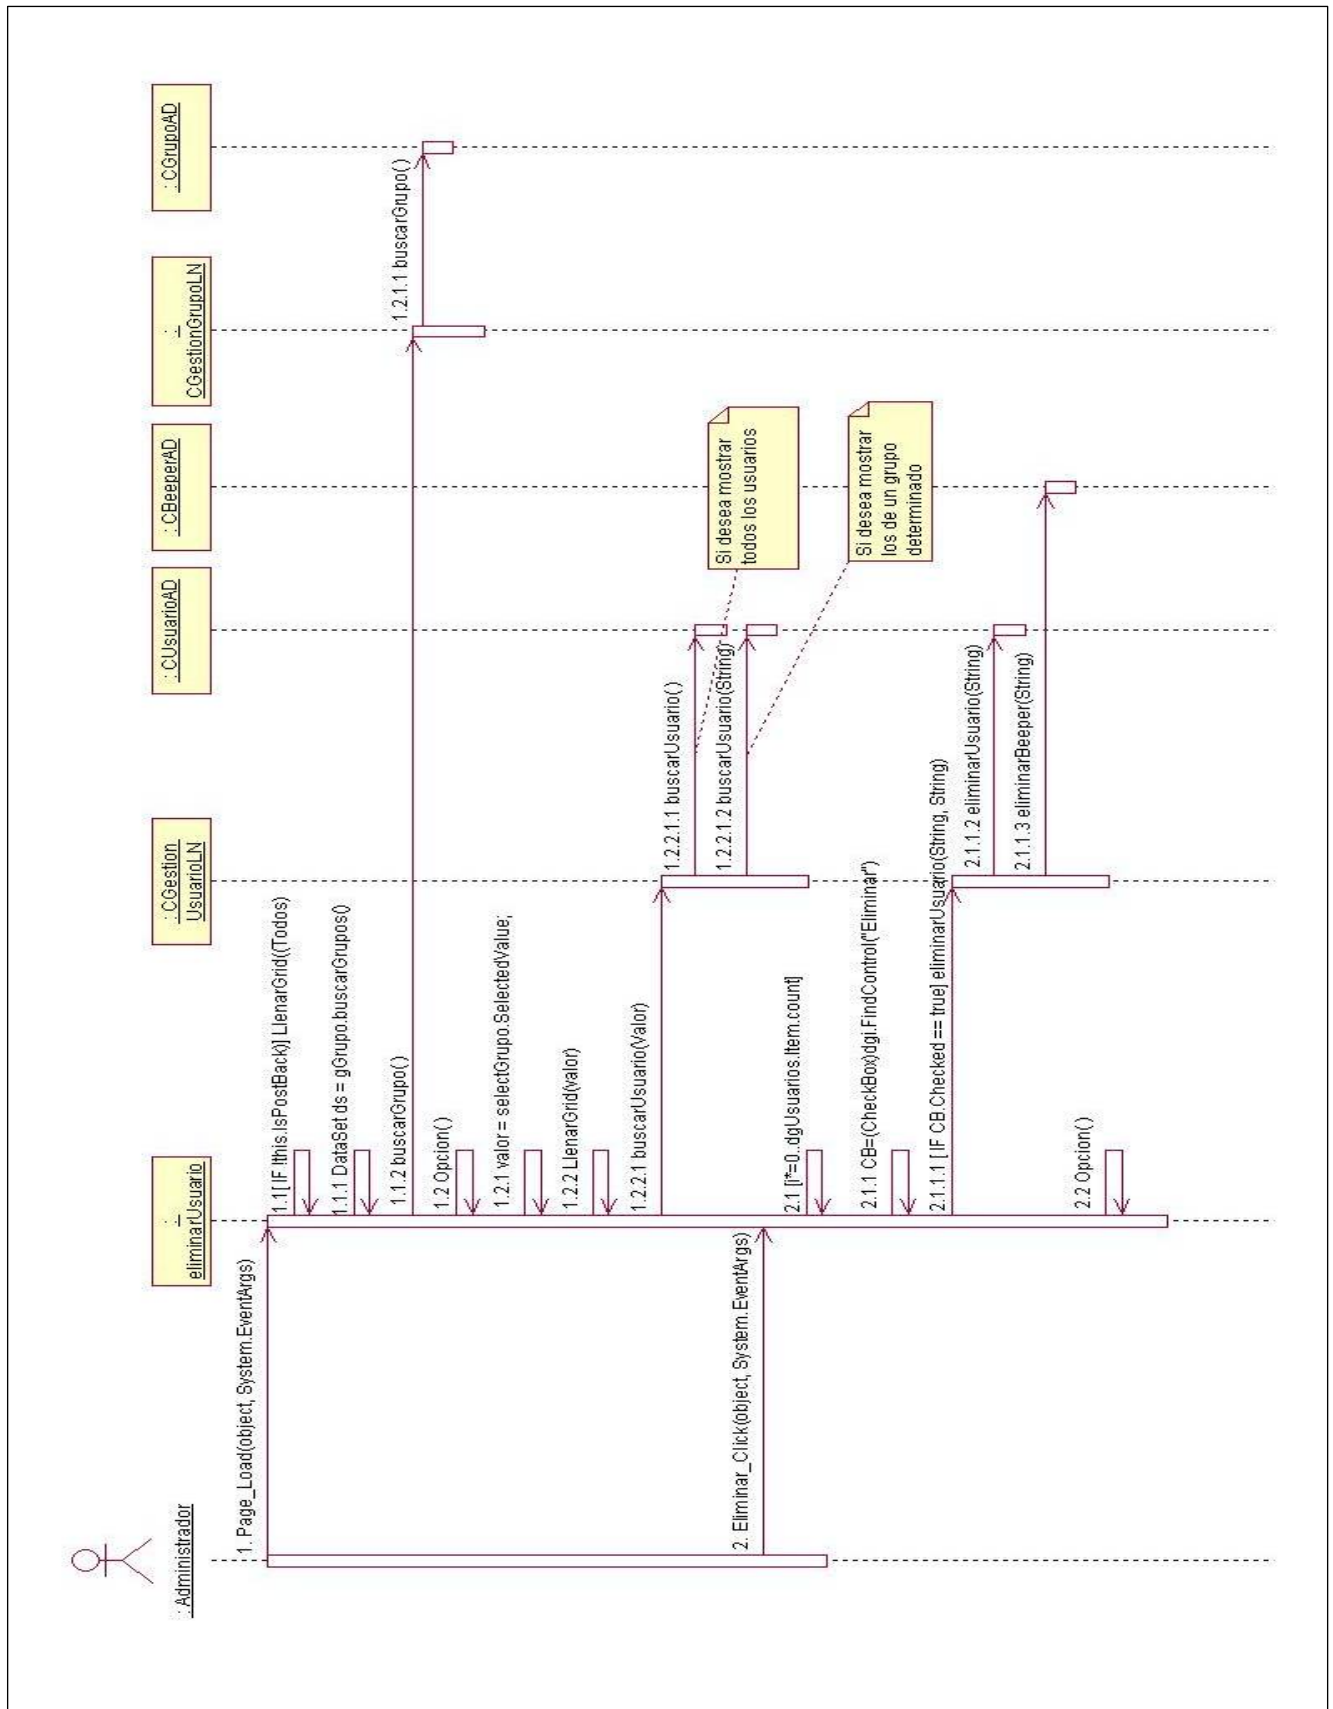 : Administrador
:
eliminarUsuario
: CGestion
UsuarioLN
: CUsuarioAD
: CBeeperAD
:
CGestionGrupoLN
: CGrupoAD
1. Page_Load(object, System.EventArgs)
1.1[ IF !this.IsPostBack)] LlenarGrid((Todos)
1.1.1 DataSet ds = gGrupo.buscarGrupos()
1.1.2 buscarGrupo()
1.2.1.1 buscarGrupo()
1.2 Opcion()
1.2.1 valor = selectGrupo.SelectedValue;
1.2.2 LlenarGrid(valor)
1.2.2.1 buscarUsuario(Valor)
1.2.2.1.1 buscarUsuario()
1.2.2.1.2 buscarUsuario(String)
Si desea mostrar
todos los usuarios
Si desea mostrar
los de un grupo
determinado
2. Eliminar_Click(object, System.EventArgs)
2.1 [i*=0..dgUsuarios.Item.count]
2.1.1 CB=(CheckBox)dgi.FindControl("Eliminar")
2.1.1.1 [ IF CB.Checked == true] eliminarUsuario(String, String)
2.1.1.2 eliminarUsuario(String)
2.1.1.3 eliminarBeeper(String)
2.2 Opcion()